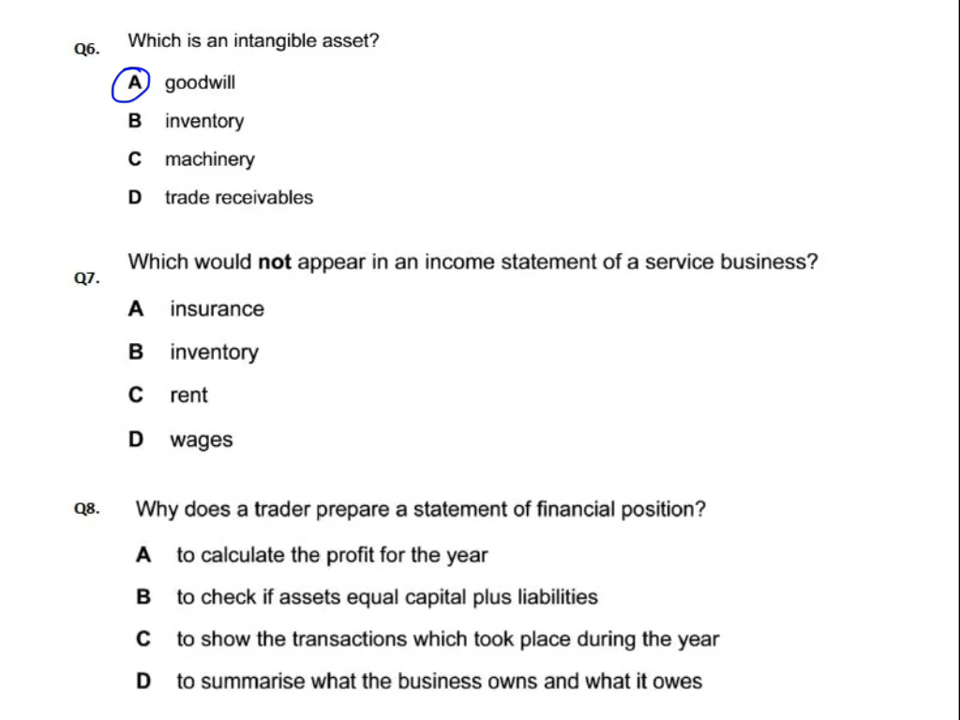 Q6. Which is an intangible asset?
A goodwill
B inventory
C machinery
D trade receivables
Q7. Which would not appear in an income statement of a service business?
A insurance
B inventory
C rent
D wages
Q8. Why does a trader prepare a statement of financial position?
A to calculate the profit for the year
B to check if assets equal capital plus liabilities
C to show the transactions which took place during the year
D to summarise what the business owns and what it owes